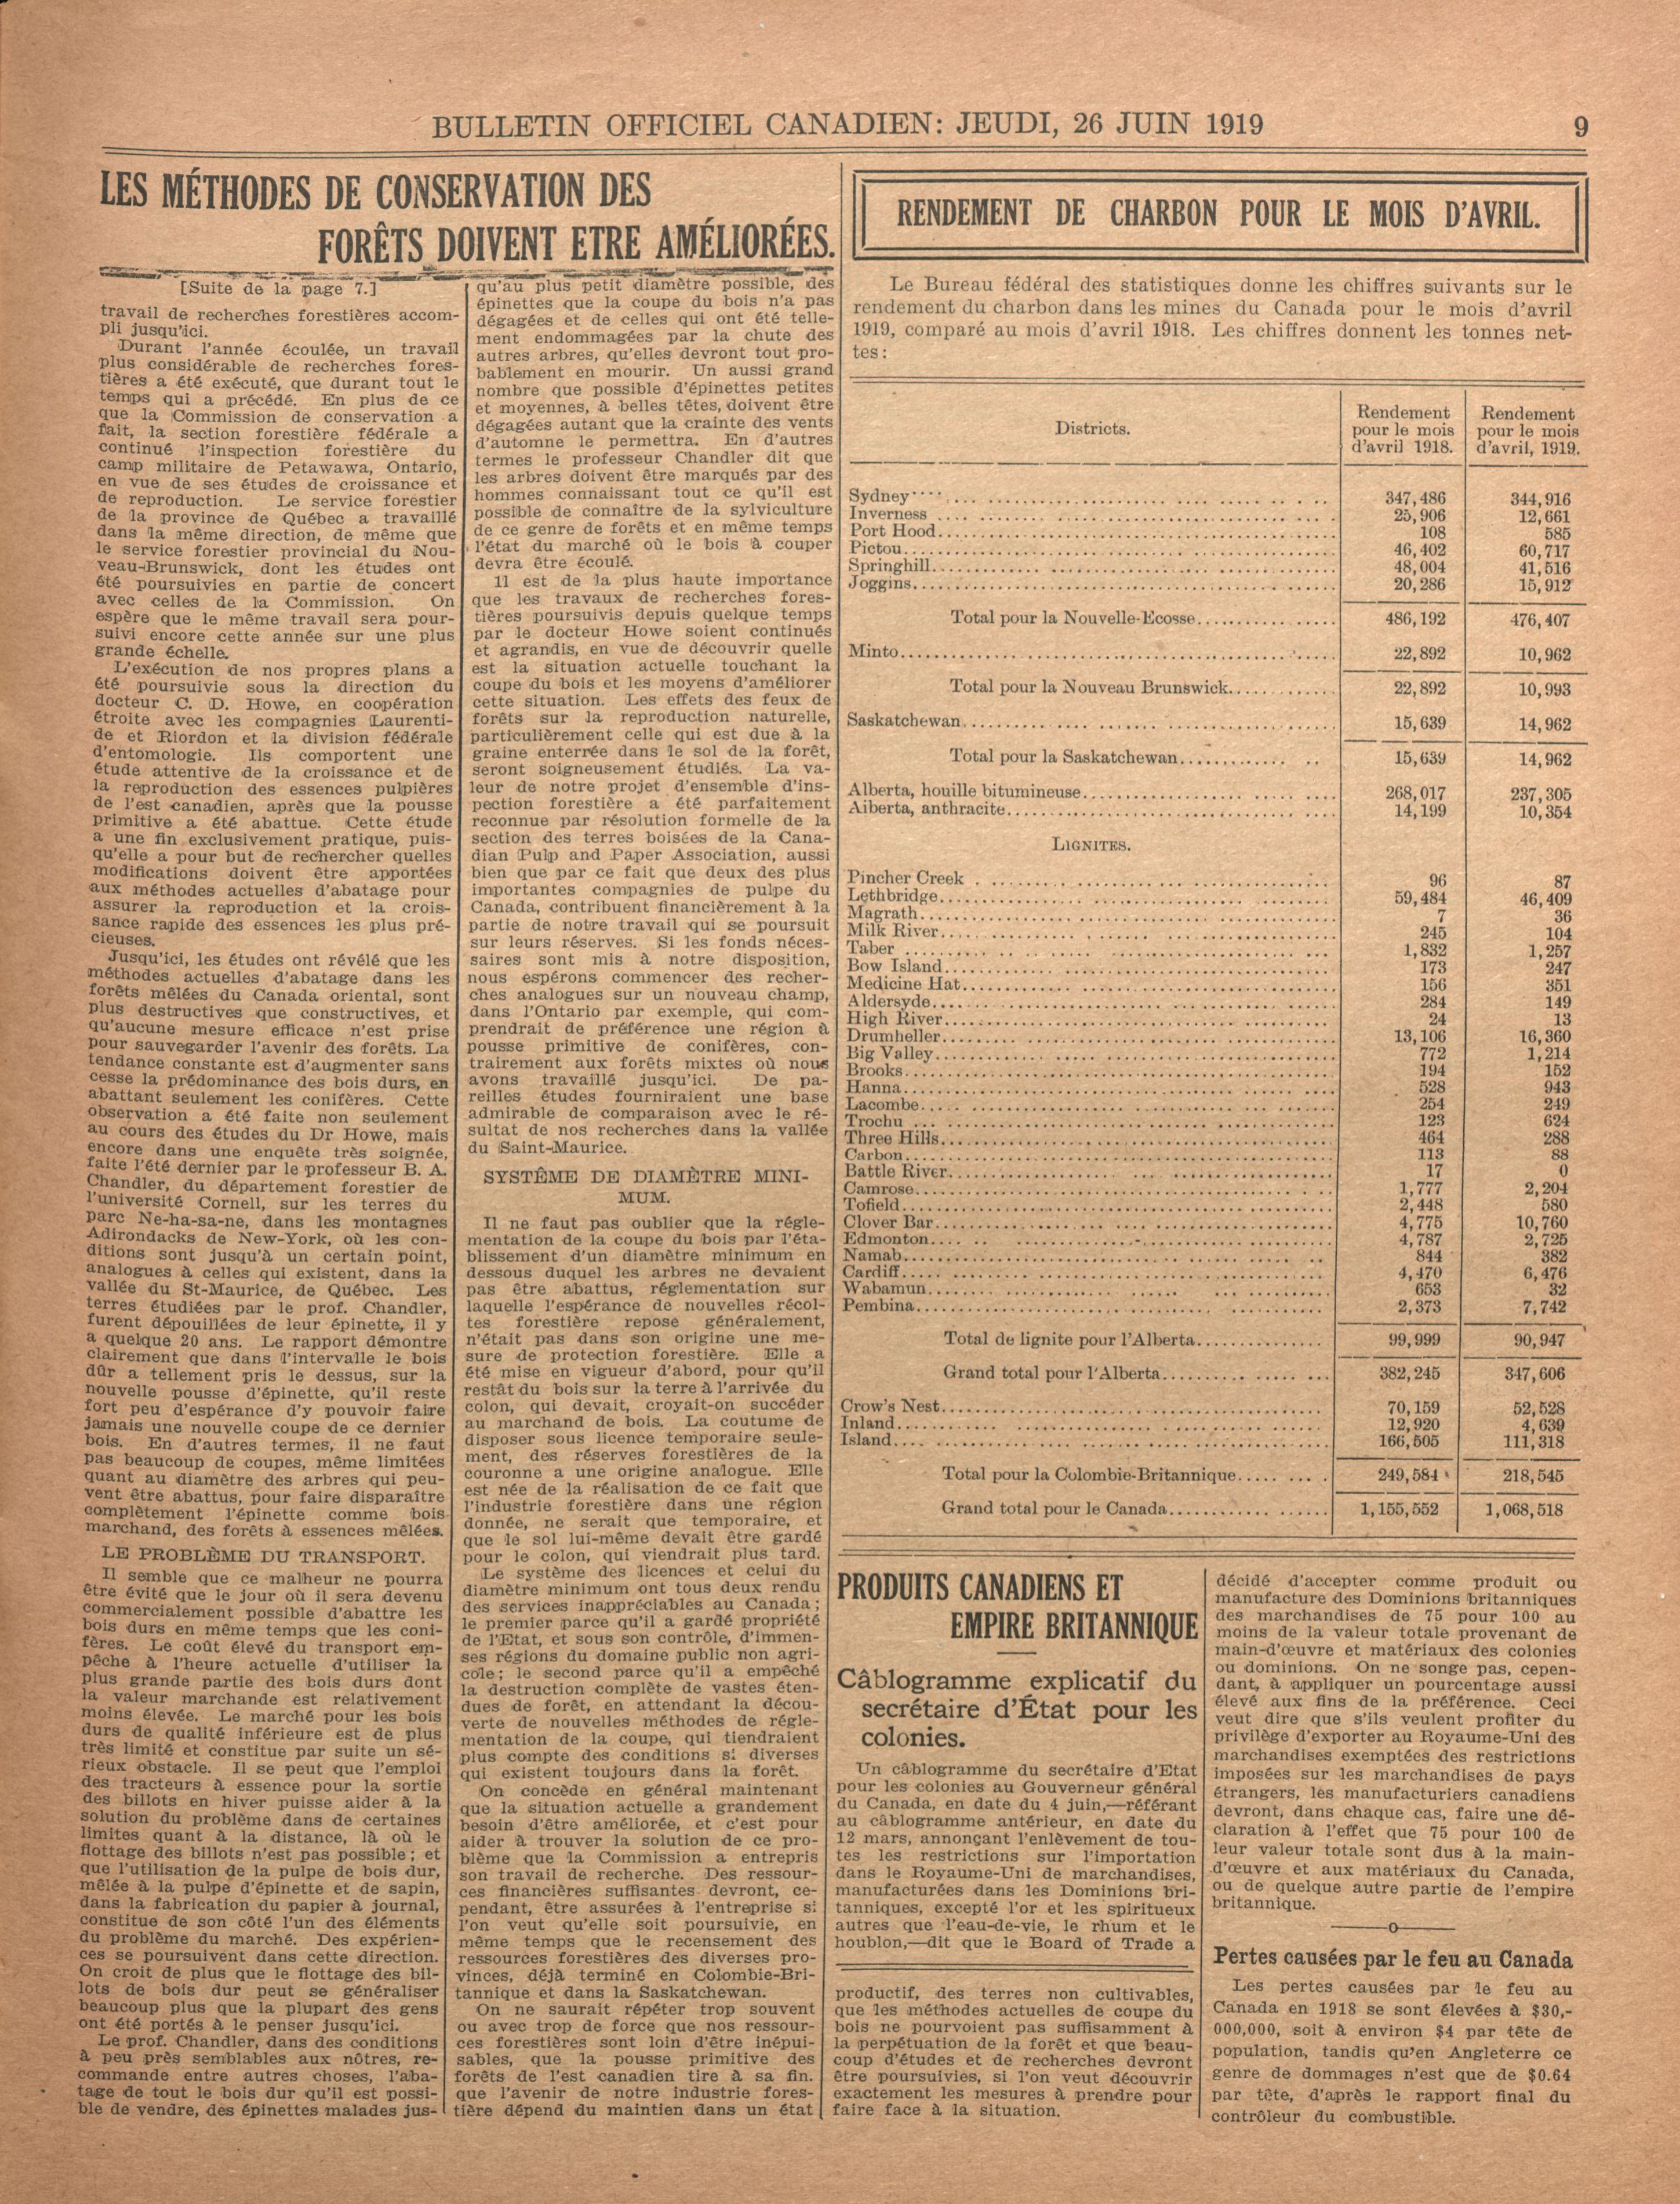 BULLETIN OFFICIEL CANADIEN: JEUDI, 26 JUIN 1919
9
LES MÉTHODES DE CONSERVATION DES
FORÊTS DOIVENT ETRE AMÉLIORÉES.
[Suite de la page 7.]
travail de recherches forestières accom-
pli jusqu'ici.
Durant l'année écoulée, un travail
plus considérable de recherches fores-
tières a été exécuté, que durant tout le
temps qui a précédé. En plus de ce
que la Commission de conservation a
fait, la section forestière fédérale a
continué l'inspection forestière du
camp militaire de Petawawa, Ontario,
en vue de ses études de croissance et
de reproduction. Le service forestier
de la province de Québec a travaillé
dans la même direction, de même que
le service forestier provincial du Nou-
veau-Brunswick, dont les études ont
été poursuivies en partie de concert
avec celles de la Commission. On
espère que le même travail sera pour-
suivi encore cette année sur une plus
grande échelle.
L'exécution de nos propres plans a
été poursuivie sous la direction du
docteur C. D. Howe, en coopération
étroite avec les compagnies Laurenti-
de et Riordon et la division fédérale
d'entomologie. Ils comportent une
étude attentive de la croissance et de
la reproduction des essences pulpières
de l'est canadien, après que la pousse
primitive a été abattue. Cette étude
a une fin exclusivement pratique, puis-
qu'elle a pour but de rechercher quelles
modifications doivent être apportées
aux méthodes actuelles d'abatage pour
assurer la reproduction et la crois-
sance rapide des essences les plus pré-
cieuses.
Jusqu'ici, les études ont révélé que les
méthodes actuelles d'abatage dans les
forêts mêlées du Canada oriental, sont
plus destructives que constructives, et
qu'aucune mesure efficace n'est prise
pour sauvegarder l'avenir des forêts. La
tendance constante est d'augmenter sans
cesse la prédominance des bois durs, en
abattant seulement les conifères. Cette
observation a été faite non seulement
au cours des études du Dr Howe, mais
encore dans une enquête très soignée,
faite l'été dernier par le professeur B. A.
Chandler, du département forestier de
l'université Cornell, sur les terres du
parc Ne-ha-sa-ne, dans les montagnes
Adirondacks de New-York, où les con-
ditions sont jusqu'à un certain point,
analogues à celles qui existent, dans la
vallée du St-Maurice, de Québec. Les
terres étudiées par le prof. Chandler,
furent dépouillées de leur épinette, il y
a quelque 20 ans. Le rapport démontre
clairement que dans l'intervalle le bois
dûr a tellement pris le dessus, sur la
nouvelle pousse d'épinette, qu'il reste
fort peu d'espérance d'y pouvoir faire
jamais une nouvelle coupe de ce dernier
bois. En d'autres termes, il ne faut
pas beaucoup de coupes, même limitées
quant au diamètre des arbres qui peu-
vent être abattus, pour faire disparaître
complètement l'épinette comme bois
marchand, des forêts à essences mêlées.
LE PROBLÈME DU TRANSPORT.
Il semble que ce malheur ne pourra
être évité que le jour où il sera devenu
commercialement possible d'abattre les
bois durs en même temps que les coni-
fères. Le coût élevé du transport em-
pêche à l'heure actuelle d'utiliser la
plus grande partie des bois durs dont
la valeur marchande est relativement
moins élevée. Le marché pour les bois
durs de qualité inférieure est de plus
très limité et constitue par suite un sé-
rieux obstacle. Il se peut que l'emploi
des tracteurs à essence pour la sortie
des billots en hiver puisse aider à la
solution du problème dans de certaines
limites quant à la distance, là où le
flottage des billots n'est pas possible; et
que l'utilisation de la pulpe de bois dur,
mêlée à la pulpe d'épinette et de sapin,
dans la fabrication du papier à journal,
constitue de son côté l'un des éléments
du problème du marché. Des expérien-
ces se poursuivent dans cette direction.
On croit de plus que le flottage des bil-
lots de bois dur peut se généraliser
beaucoup plus que la plupart des gens
ont été portés à le penser jusqu'ici.
Le prof. Chandler, dans des conditions
à peu près semblables aux nôtres, re-
commande entre autres choses, l'aba-
tage de tout le bois dur qu'il est possi-
ble de vendre, des épinettes malades jus-
qu'au plus petit diamètre possible, des
épinettes que la coupe du bois n'a pas
dégagées et de celles qui ont été telle-
ment endommagées par la chute des
autres arbres, qu'elles devront tout pro-
bablement en mourir. Un aussi grand
nombre que possible d'épinettes petites
et moyennes, à belles têtes, doivent être
dégagées autant que la crainte des vents
d'automne le permettra. En d'autres
termes le professeur Chandler dit que
les arbres doivent être marqués par des
hommes connaissant tout ce qu'il est
possible de connaître de la sylviculture
de ce genre de forêts et en même temps
l'état du marché où le bois à couper
devra être écoulé.
Il est de la plus haute importance
que les travaux de recherches fores-
tières poursuivis depuis quelque temps
par le docteur Howe soient continués
et agrandis, en vue de découvrir quelle
est la situation actuelle touchant la
coupe du bois et les moyens d'améliorer
cette situation. Les effets des feux de
forêts sur la reproduction naturelle,
particulièrement celle qui est due à la
graine enterrée dans le sol de la forêt,
seront soigneusement étudiés. La va-
leur de notre projet d'ensemble d'ins-
pection forestière a été parfaitement
reconnue par résolution formelle de la
section des terres boisées de la Cana-
dian Pulp and Paper Association, aussi
bien que par ce fait que deux des plus
importantes compagnies de pulpe du
Canada, contribuent financièrement à la
partie de notre travail qui se poursuit
sur leurs réserves. Si les fonds néces-
saires sont mis à notre disposition,
nous espérons commencer des recher-
ches analogues sur un nouveau champ,
dans l'Ontario par exemple, qui com-
prendrait de préférence une région à
pousse primitive de conifères, con-
trairement aux forêts mixtes où nous
avons travaillé jusqu'ici. De pa-
reilles études fourniraient une base
admirable de comparaison avec le ré-
sultat de nos recherches dans la vallée
du Saint-Maurice.
SYSTÊME DE DIAMÈTRE MINI-
MUM.
Il ne faut pas oublier que la régle-
mentation de la coupe du bois par l'éta-
blissement d'un diamètre minimum en
dessous duquel les arbres ne devaient
pas être abattus, réglementation sur
laquelle l'espérance de nouvelles récol-
tes forestière repose généralement,
n'était pas dans son origine une me-
sure de protection forestière. Elle a
été mise en vigueur d'abord, pour qu'il
restât du bois sur la terre à l'arrivée du
colon, qui devait, croyait-on succéder
au marchand de bois. La coutume de
disposer sous licence temporaire seule-
ment, des réserves forestières de la
couronne a une origine analogue. Elle
est née de la réalisation de ce fait que
l'industrie forestière dans une région
donnée, ne serait que temporaire, et
que le sol lui-même devait être gardé
pour le colon, qui viendrait plus tard.
Le système des licences et celui du
diamètre minimum ont tous deux rendu
des services inappréciables au Canada;
le premier parce qu'il a gardé propriété
de l'Etat, et sous son contrôle, d'immen-
ses régions du domaine public non agri-
cole; le second parce qu'il a empêché
la destruction complète de vastes éten-
dues de forêt, en attendant la décou-
verte de nouvelles méthodes de régle-
mentation de la coupe, qui tiendraient
plus compte des conditions si diverses
qui existent toujours dans la forêt.
On concède en général maintenant
que la situation actuelle a grandement
besoin d'être améliorée, et c'est pour
aider à trouver la solution de ce pro-
blème que la Commission a entrepris
son travail de recherche. Des ressour-
ces financières suffisantes devront, ce-
pendant, être assurées à l'entreprise si
l'on veut qu'elle soit poursuivie, en
même temps que le recensement des
ressources forestières des diverses pro-
vinces, déjà terminé en Colombie-Bri-
tannique et dans la Saskatchewan.
On ne saurait répéter trop souvent
ou avec trop de force que nos ressour-
ces forestières sont loin d'être inépui-
sables, que la pousse primitive des
forêts de l'est canadien tire à sa fin.
que l'avenir de notre industrie fores-
tière dépend du maintien dans un état
productif, des terres non cultivables,
que les méthodes actuelles de coupe du
bois ne pourvoient pas suffisamment à
la perpétuation de la forêt et que beau-
coup d'études et de recherches devront
être poursuivies, si l'on veut découvrir
exactement les mesures à prendre pour
faire face à la situation.
RENDEMENT DE CHARBON POUR LE MOIS D'AVRIL.
Le Bureau fédéral des statistiques donne les chiffres suivants sur le
rendement du charbon dans les mines du Canada pour le mois d'avril
1919, comparé au mois d'avril 1918. Les chiffres donnent les tonnes net-
tes:
Districts. Rendement pour le mois d'avril 1918. Rendement pour le mois d'avril, 1919.
Sydney 347,486 344,916
Inverness 25,906 12,661
Port Hood 108 585
Pictou 46,402 60,717
Springhill 48,004 41,516
Joggins 20,286 15,912
Total pour la Nouvelle-Ecosse 486,192 476,407
Minto 22,892 10,962
Total pour la Nouveau Brunswick 22,892 10,993
Saskatchewan 15,639 14,962
Total pour la Saskatchewan 15,639 14,962
Alberta, houille bitumineuse 268,017 237,305
Aiberta, anthracite 14,199 10,354
LIGNITES.
Pincher Creek 96 87
Lethbridge 59,484 46,409
Magrath 7 36
Milk River 245 104
Taber 1,832 1,257
Bow Island 173 247
Medicine Hat 156 351
Aldersyde 284 149
High River 24 13
Drumheller 13,106 16,360
Big Valley 772 1,214
Brooks 194 152
Hanna 528 943
Lacombe 254 249
Trochu 123 624
Three Hills 464 288
Carbon 113 88
Battle River 17 0
Camrose 1,777 2,204
Tofield 2,448 580
Clover Bar 4,775 10,760
Edmonton 4,787 2,725
Namab 844 382
Cardiff 4,470 6,476
Wabamun 653 32
Pembina 2,373 7,742
Total de lignite pour l'Alberta 99,999 90,947
Grand total pour l'Alberta 382,245 347,606
Crow's Nest 70,159 52,528
Inland 12,920 4,639
Island 166,505 111,318
Total pour la Colombie-Britannique 249,584 218,545
Grand total pour le Canada 1,155,552 1,068,518
PRODUITS CANADIENS ET
EMPIRE BRITANNIQUE
Câblogramme explicatif du
secrétaire d'État pour les
colonies.
Un câblogramme du secrétaire d'Etat
pour les colonies au Gouverneur général
du Canada, en date du 4 juin,—référant
au câblogramme antérieur, en date du
12 mars, annonçant l'enlèvement de tou-
tes les restrictions sur l'importation
dans le Royaume-Uni de marchandises,
manufacturées dans les Dominions bri-
tanniques, excepté l'or et les spiritueux
autres que l'eau-de-vie, le rhum et le
houblon,—dit que le Board of Trade a
décidé d'accepter comme produit ou
manufacture des Dominions britanniques
des marchandises de 75 pour 100 au
moins de la valeur totale provenant de
main-d'œuvre et matériaux des colonies
ou dominions. On ne songe pas, cepen-
dant, à appliquer un pourcentage aussi
élevé aux fins de la préférence. Ceci
veut dire que s'ils veulent profiter du
privilège d'exporter au Royaume-Uni des
marchandises exemptées des restrictions
imposées sur les marchandises de pays
étrangers, les manufacturiers canadiens
devront, dans chaque cas, faire une dé-
claration à l'effet que 75 pour 100 de
leur valeur totale sont dus à la main-
d'œuvre et aux matériaux du Canada,
ou de quelque autre partie de l'empire
britannique.
Pertes causées par le feu au Canada
Les pertes causées par le feu au
Canada en 1918 se sont élevées à $30,-
000,000, soit à environ $4 par tête de
population, tandis qu'en Angleterre ce
genre de dommages n'est que de $0.64
par tête, d'après le rapport final du
contrôleur du combustible.